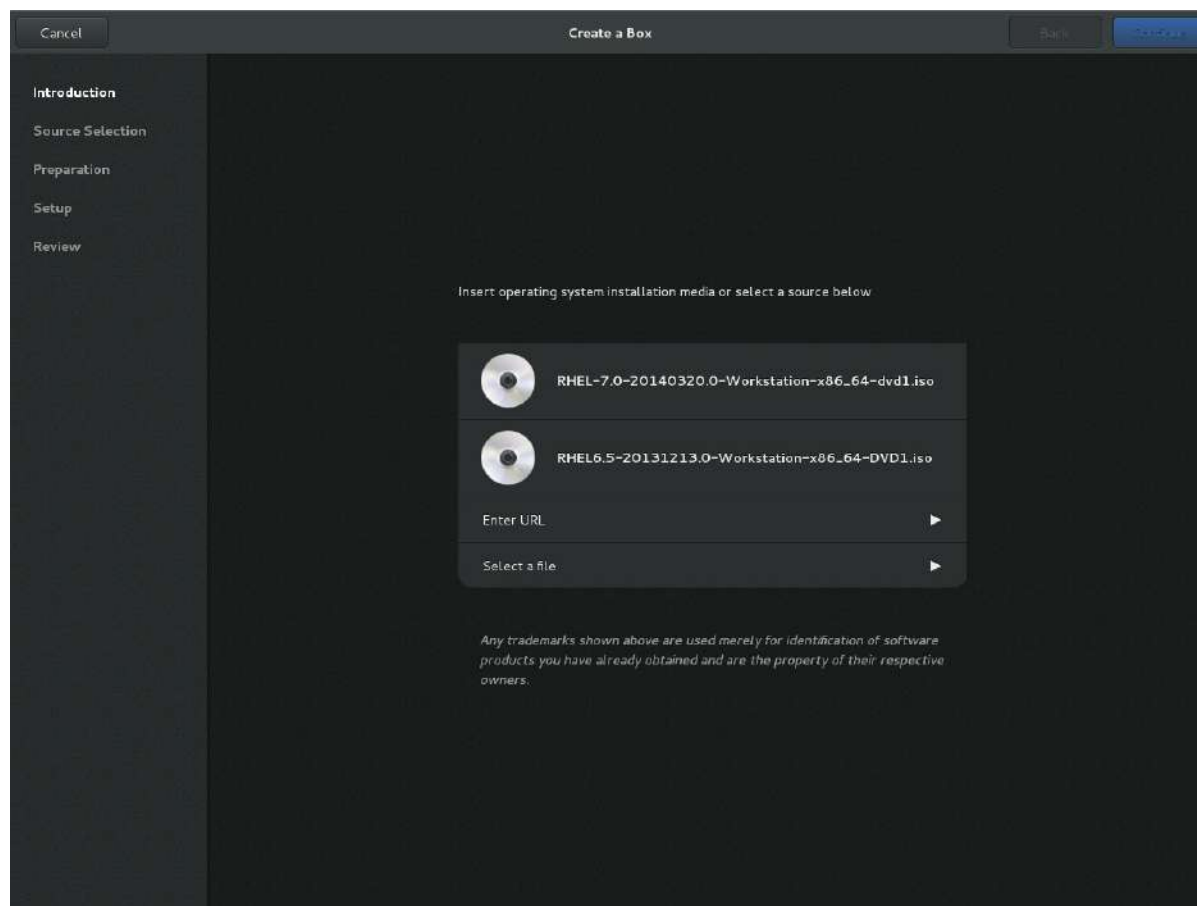 Cancel
Create a Box
Back
Introduction
Source Selection
Preparation
Setup
Review
Insert operating system installation media or select a source below
RHEL-7.0-20140320.0-Workstation-x86_64-dvd1.iso
RHEL6.5-20131213.0-Workstation-x86_64-DVD1.iso
Enter URL
Select a file
Any trademarks shown above are used merely for identification of software
products you have already obtained and are the property of their respective
owners.